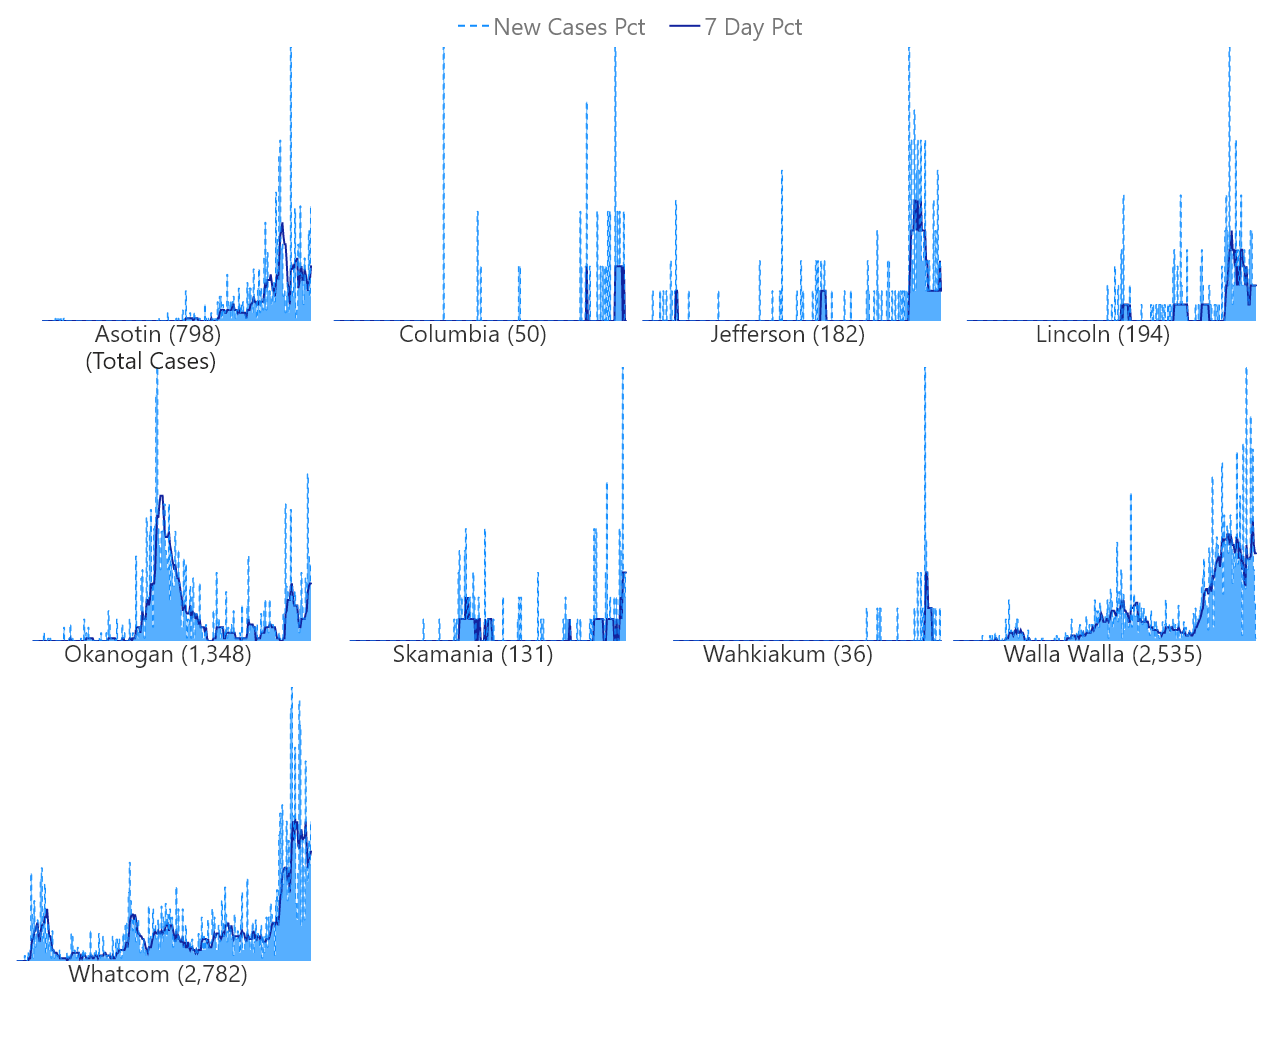 New Cases Pct 7 Day Pct
Asotin (798) Columbia (50) Jefferson (182) Lincoln (194)
(Total Cases)
Okanogan (1,348) Skamania (131) Wahkiakum (36) Walla Walla (2,535)
Whatcom (2,782)